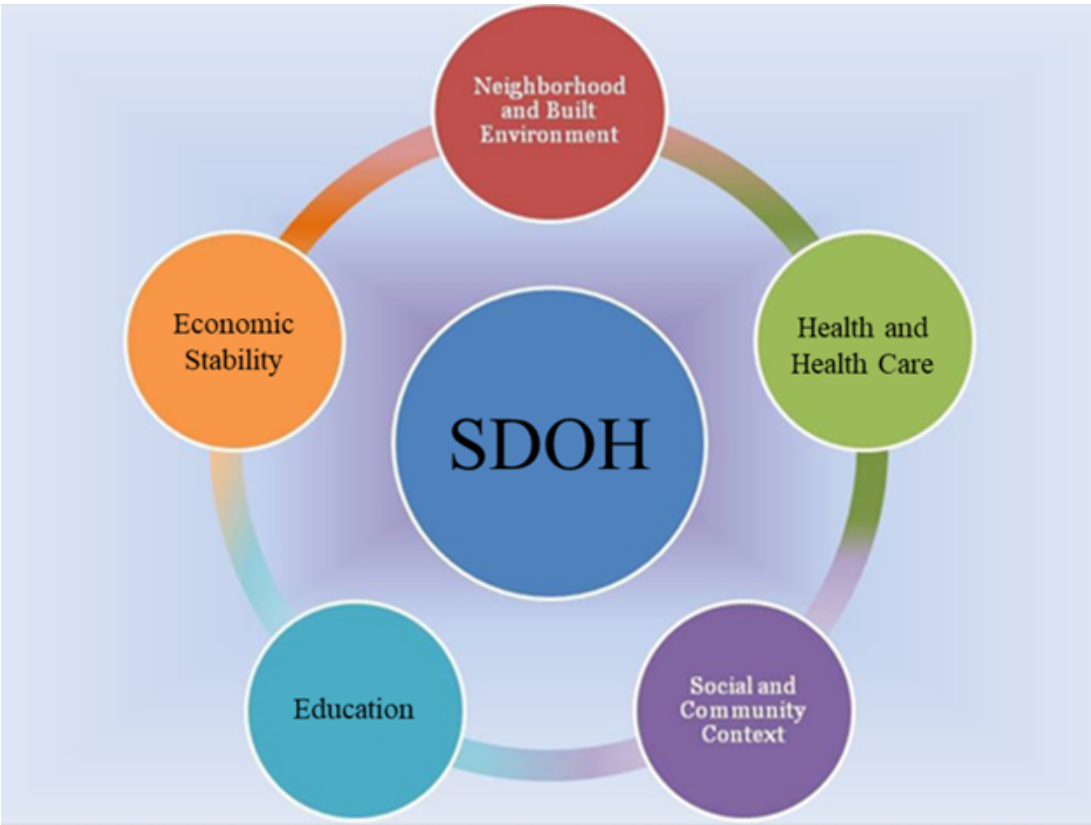 Neighborhood
and Built
Environment
Economic
Stability
Health and
Health Care
SDOH
Education
Social and
Community
Context